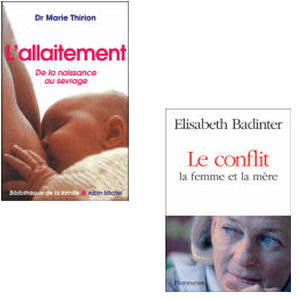 Dr Marie Thirion
L'allaitement
De la naissance
au sevrage
Bibliothèque de la famille Albin Michel
Elisabeth Badinter
Le conflit
la femme et la mère
Flammarion